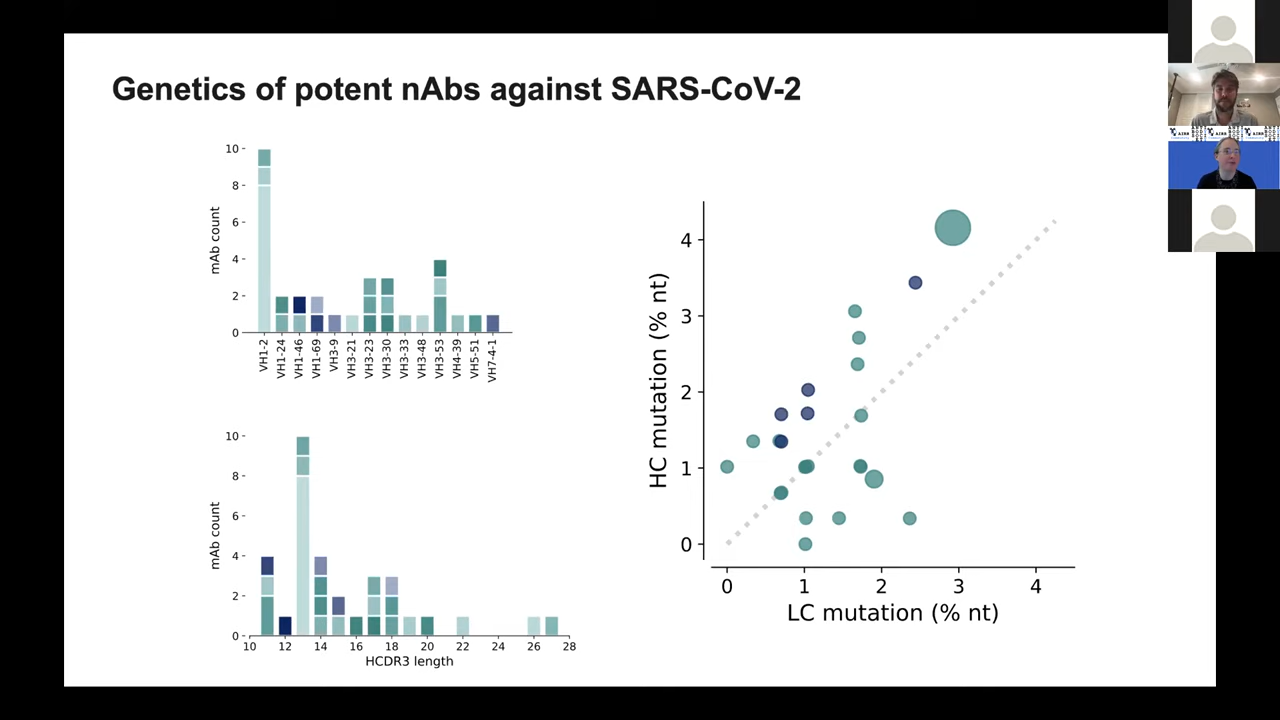 Genetics of potent nAbs against SARS-CoV-2
10
8
6
4
2
0
mAb count
VH1-2
VH1-24
VH1-46
VH1-69
VH3-9
VH3-21
VH3-23
VH3-30
VH3-33
VH3-48
VH3-53
VH4-39
VH5-51
VH7-4-1
10
8
6
4
2
0
mAb count
10 12 14 16 18 20 22 24 26 28
HCDR3 length
4
3
2
1
0
HC mutation (% nt)
0 1 2 3 4
LC mutation (% nt)
AIRR
AIRR
AIRR